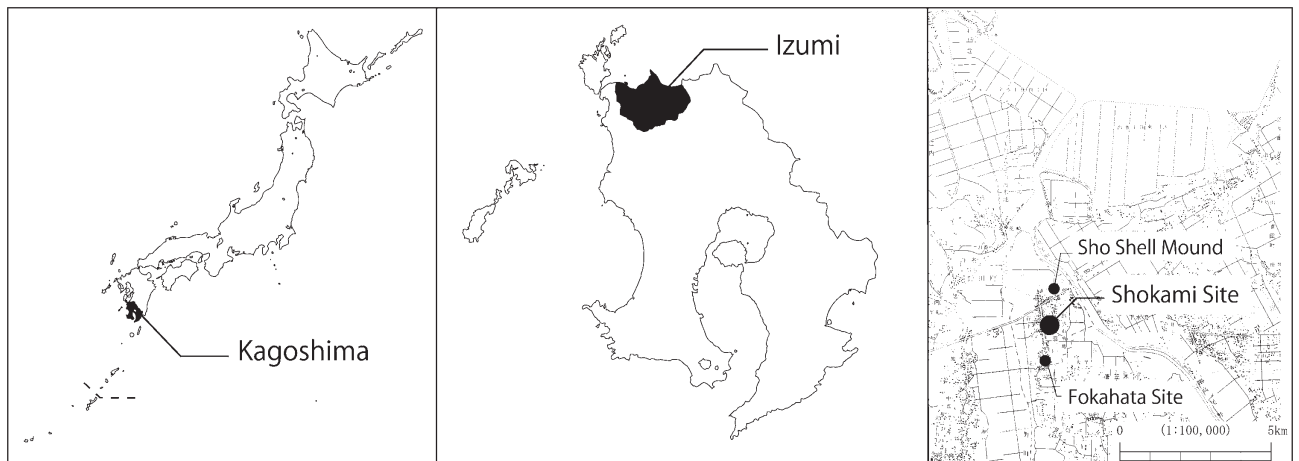 Kagoshima
Izumi
Sho Shell Mound
Shokami Site
Fokahata Site
0 (1:100,000) 5km